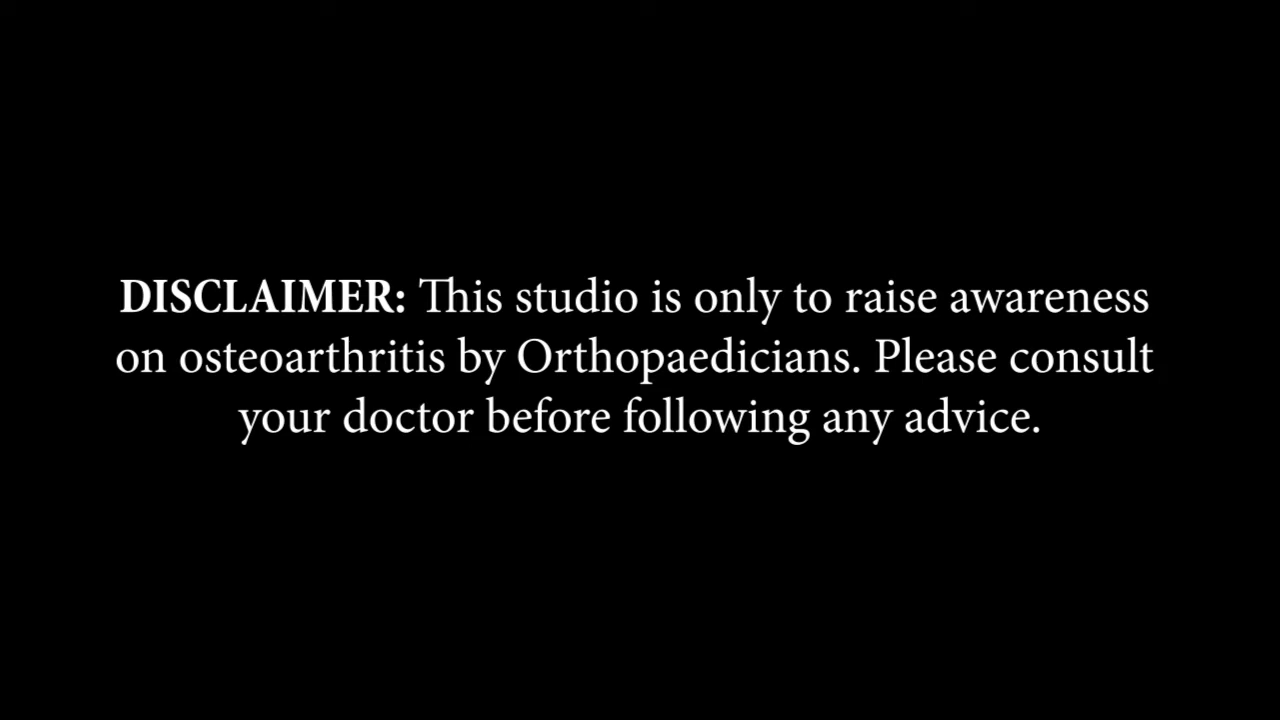 DISCLAIMER: This studio is only to raise awareness
on osteoarthritis by Orthopaedicians. Please consult
your doctor before following any advice.